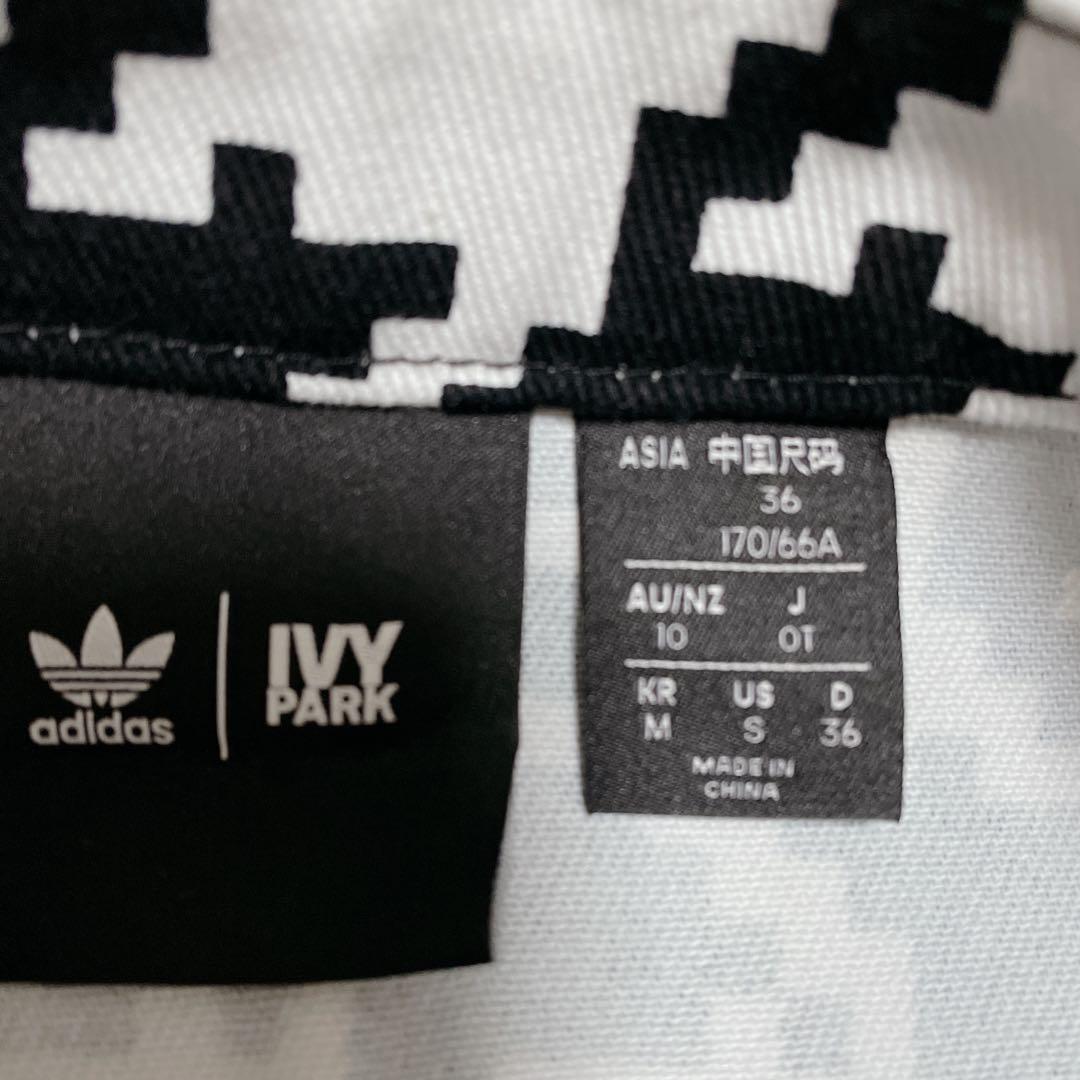 adidas
IVY
PARK
ASIA 中国尺码
36
170/66A
AU/NZ J
10 OT
KR US D
M S 36
MADE IN
CHINA